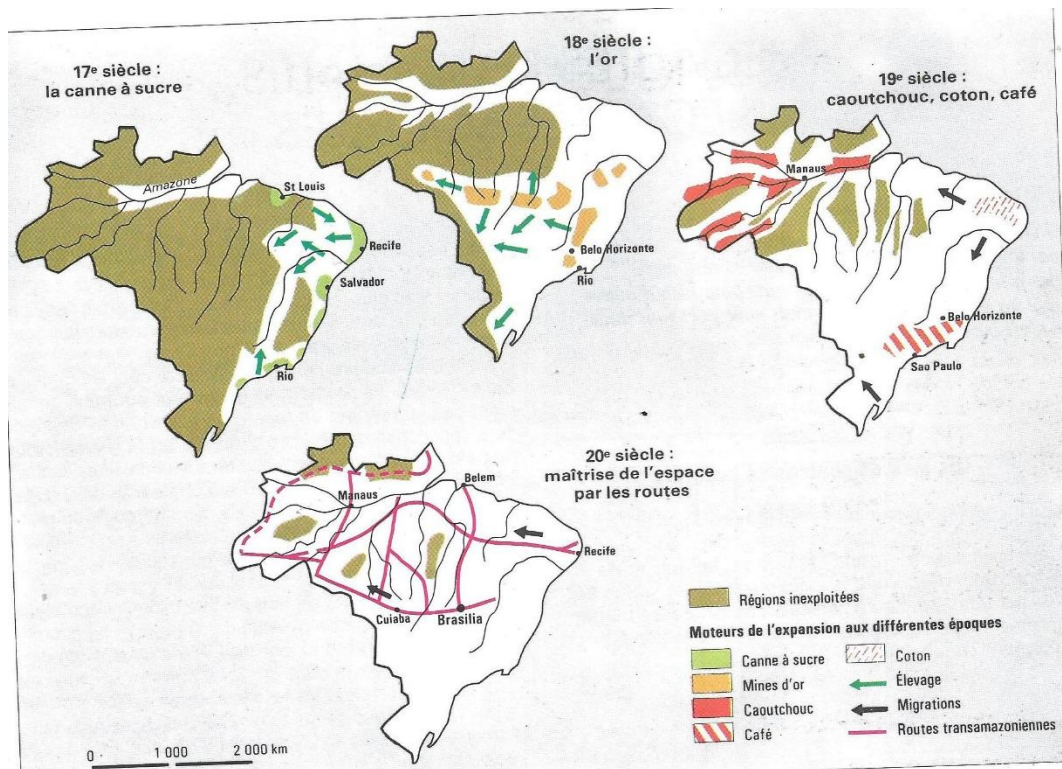 17e siècle :
la canne à sucre
Amazone
St Louis
Recife
Salvador
Rio
18e siècle :
l'or
Belo Horizonte
Rio
19e siècle :
caoutchouc, coton, café
Manaus
Belo Horizonte
Sao Paulo
20e siècle :
maîtrise de l'espace
par les routes
Manaus
Belem
Recife
Cuiaba
Brasilia
0 1 000 2 000 km
Régions inexploitées
Moteurs de l'expansion aux différentes époques
Canne à sucre
Mines d'or
Caoutchouc
Café
Coton
Élevage
Migrations
Routes transamazoniennes